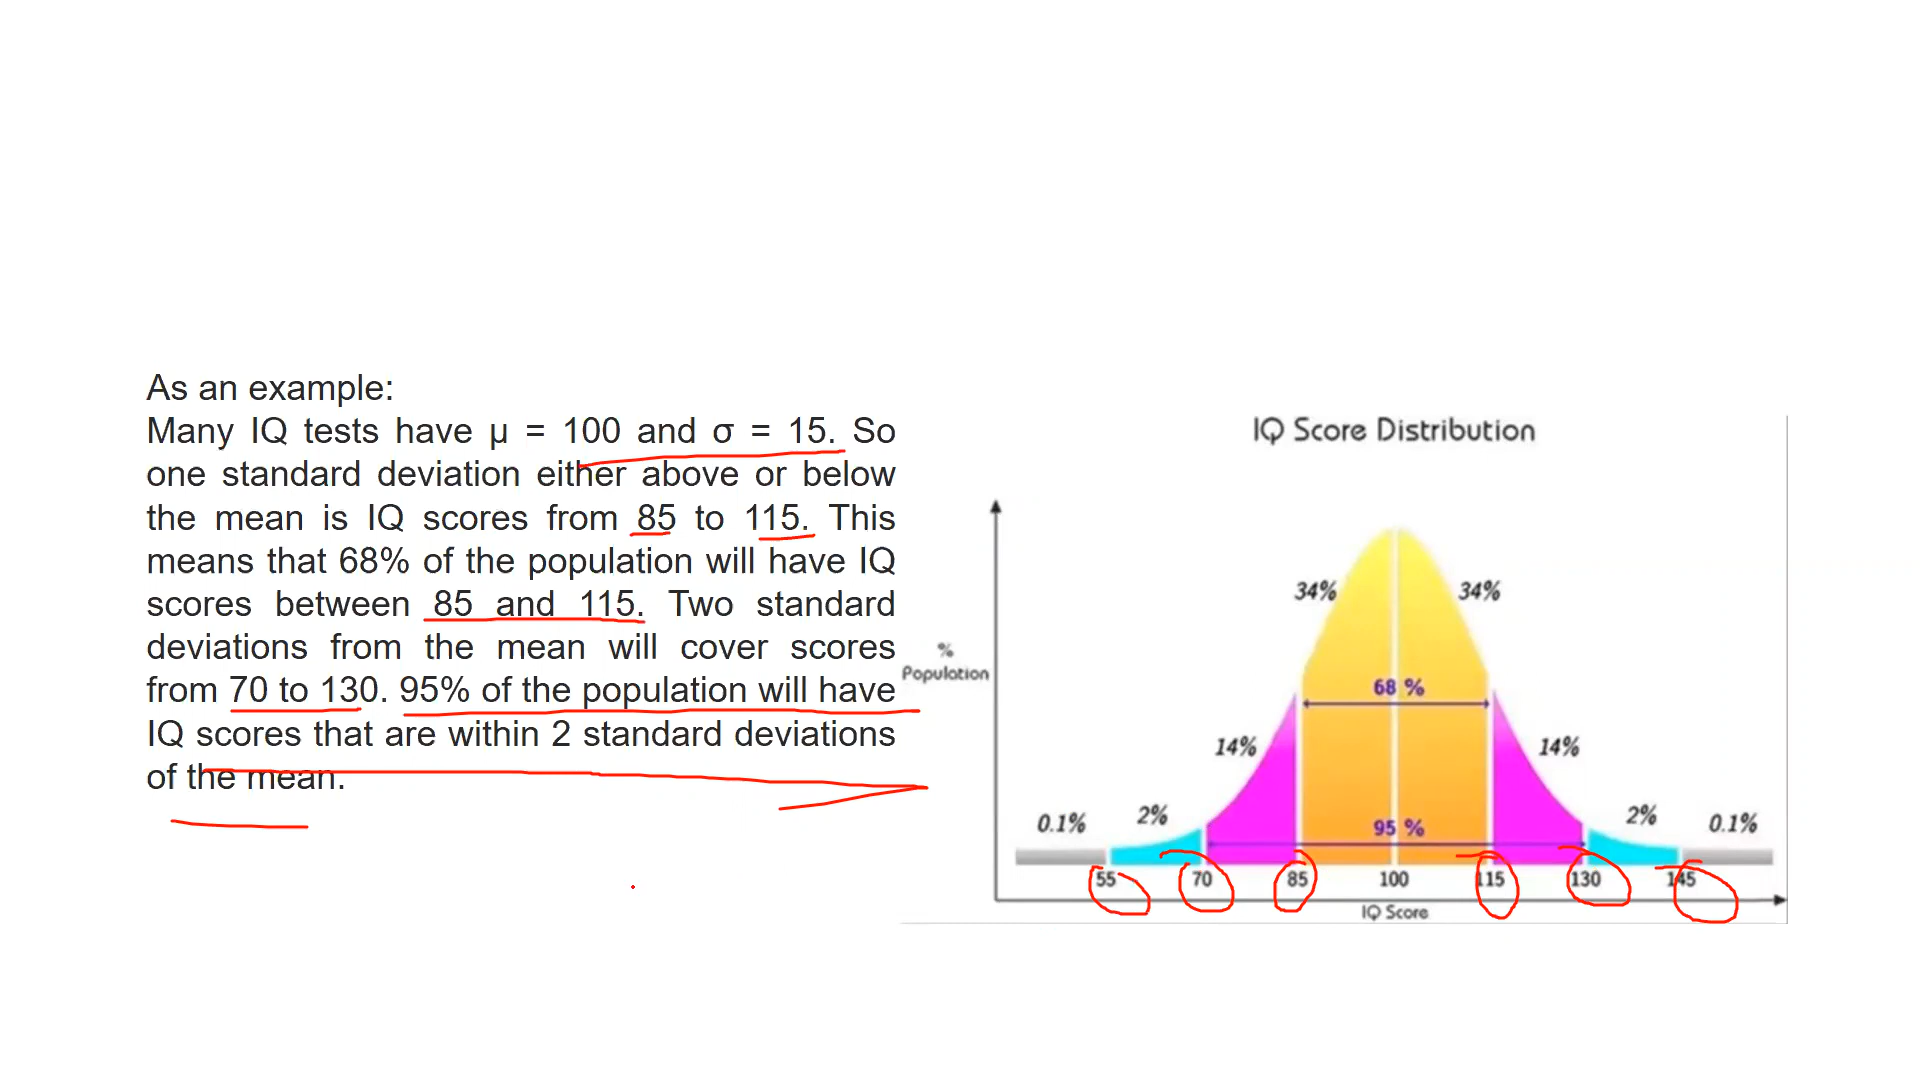 As an example:
Many IQ tests have μ = 100 and σ = 15. So
one standard deviation either above or below
the mean is IQ scores from 85 to 115. This
means that 68% of the population will have IQ
scores between 85 and 115. Two standard
deviations from the mean will cover scores
from 70 to 130. 95% of the population will have
IQ scores that are within 2 standard deviations
of the mean.
IQ Score Distribution
%
Population
34% 34%
68 %
14% 14%
0.1% 2% 95 % 2% 0.1%
55 70 85 100 115 130 145
IQ Score